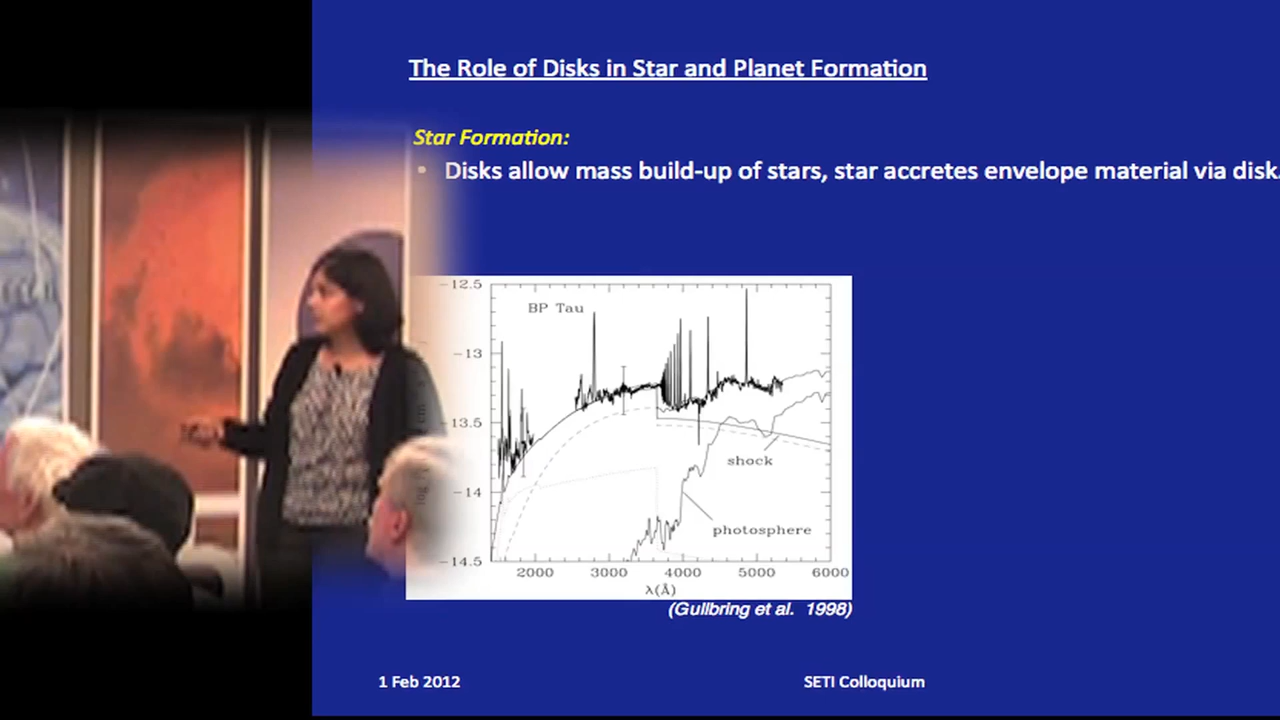 The Role of Disks in Star and Planet Formation
Star Formation:
• Disks allow mass build-up of stars, star accretes envelope material via disk.
-12.5
BP Tau
-13
-13.5
shock
-14
photosphere
-14.5
2000 3000 4000 5000 6000
λ(Å)
(Gullbring et al. 1998)
1 Feb 2012
SETI Colloquium